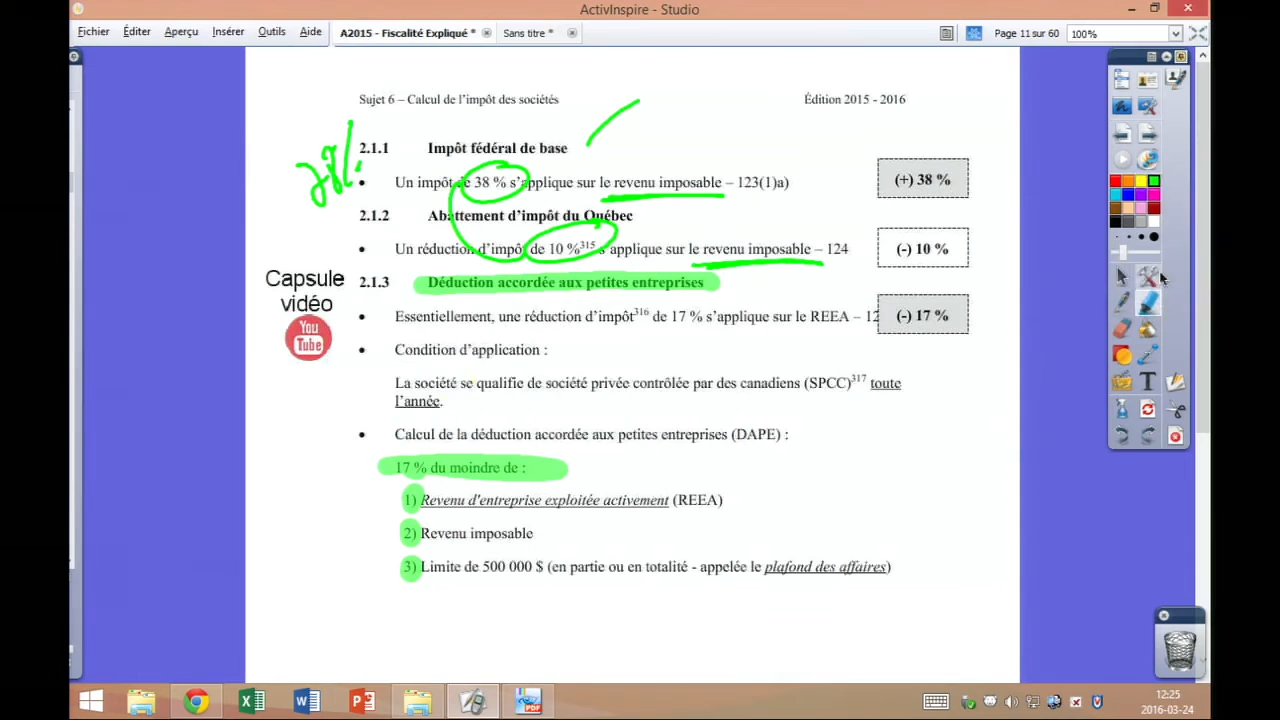 ActivInspire - Studio
Fichier Éditer Aperçu Insérer Outils Aide A2015 - Fiscalité Expliqué * Sans titre * Page 11 sur 60 100%
Sujet 6 – Calcul de l'impôt des sociétés Édition 2015 - 2016
28%
2.1.1 Impôt fédéral de base
• Un impôt de 38 % s'applique sur le revenu imposable – 123(1)a) (+) 38 %
2.1.2 Abattement d'impôt du Québec
• Un réduction d'impôt de 10 %315 s'applique sur le revenu imposable – 124 (-) 10 %
Capsule vidéo
You Tube
2.1.3 Déduction accordée aux petites entreprises
• Essentiellement, une réduction d'impôt316 de 17 % s'applique sur le REEA – 12 (-) 17 %
• Condition d'application :
La société se qualifie de société privée contrôlée par des canadiens (SPCC)317 toute
l'année.
• Calcul de la déduction accordée aux petites entreprises (DAPE) :
17 % du moindre de :
1) Revenu d'entreprise exploitée activement (REEA)
2) Revenu imposable
3) Limite de 500 000 $ (en partie ou en totalité - appelée le plafond des affaires)
12:25
2016-03-24